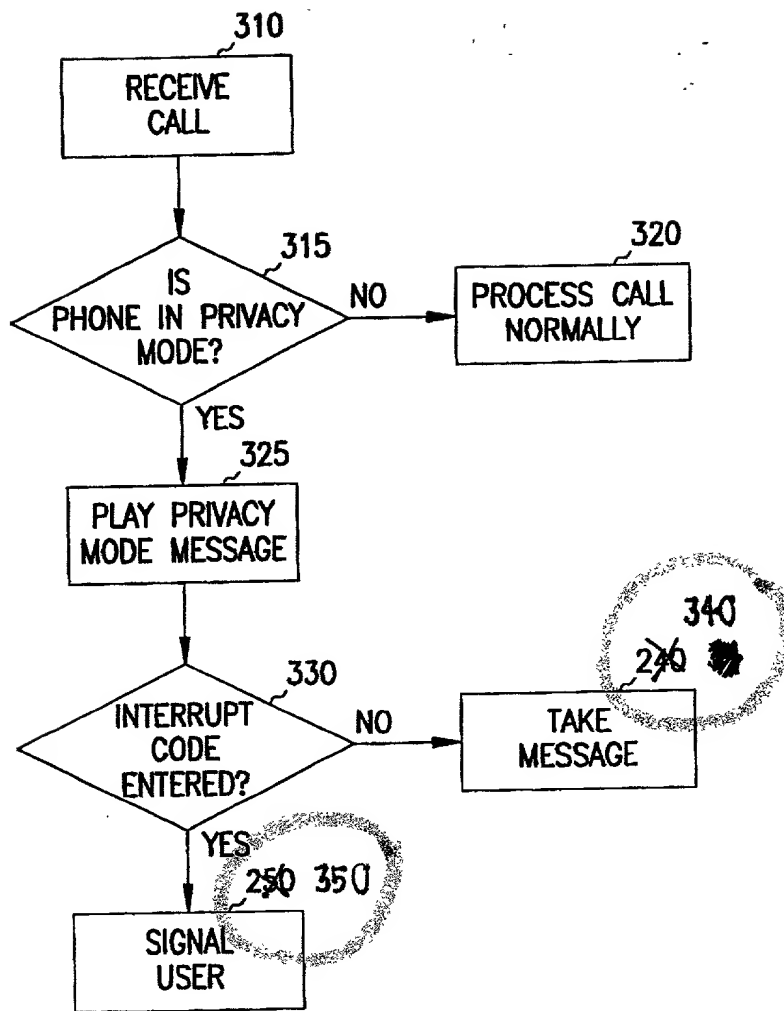 310
RECEIVE
CALL
315
IS
PHONE IN PRIVACY
MODE?
NO
320
PROCESS CALL
NORMALLY
YES
325
PLAY PRIVACY
MODE MESSAGE
330
INTERRUPT
CODE
ENTERED?
NO
340
240
TAKE
MESSAGE
YES
250 350
SIGNAL
USER